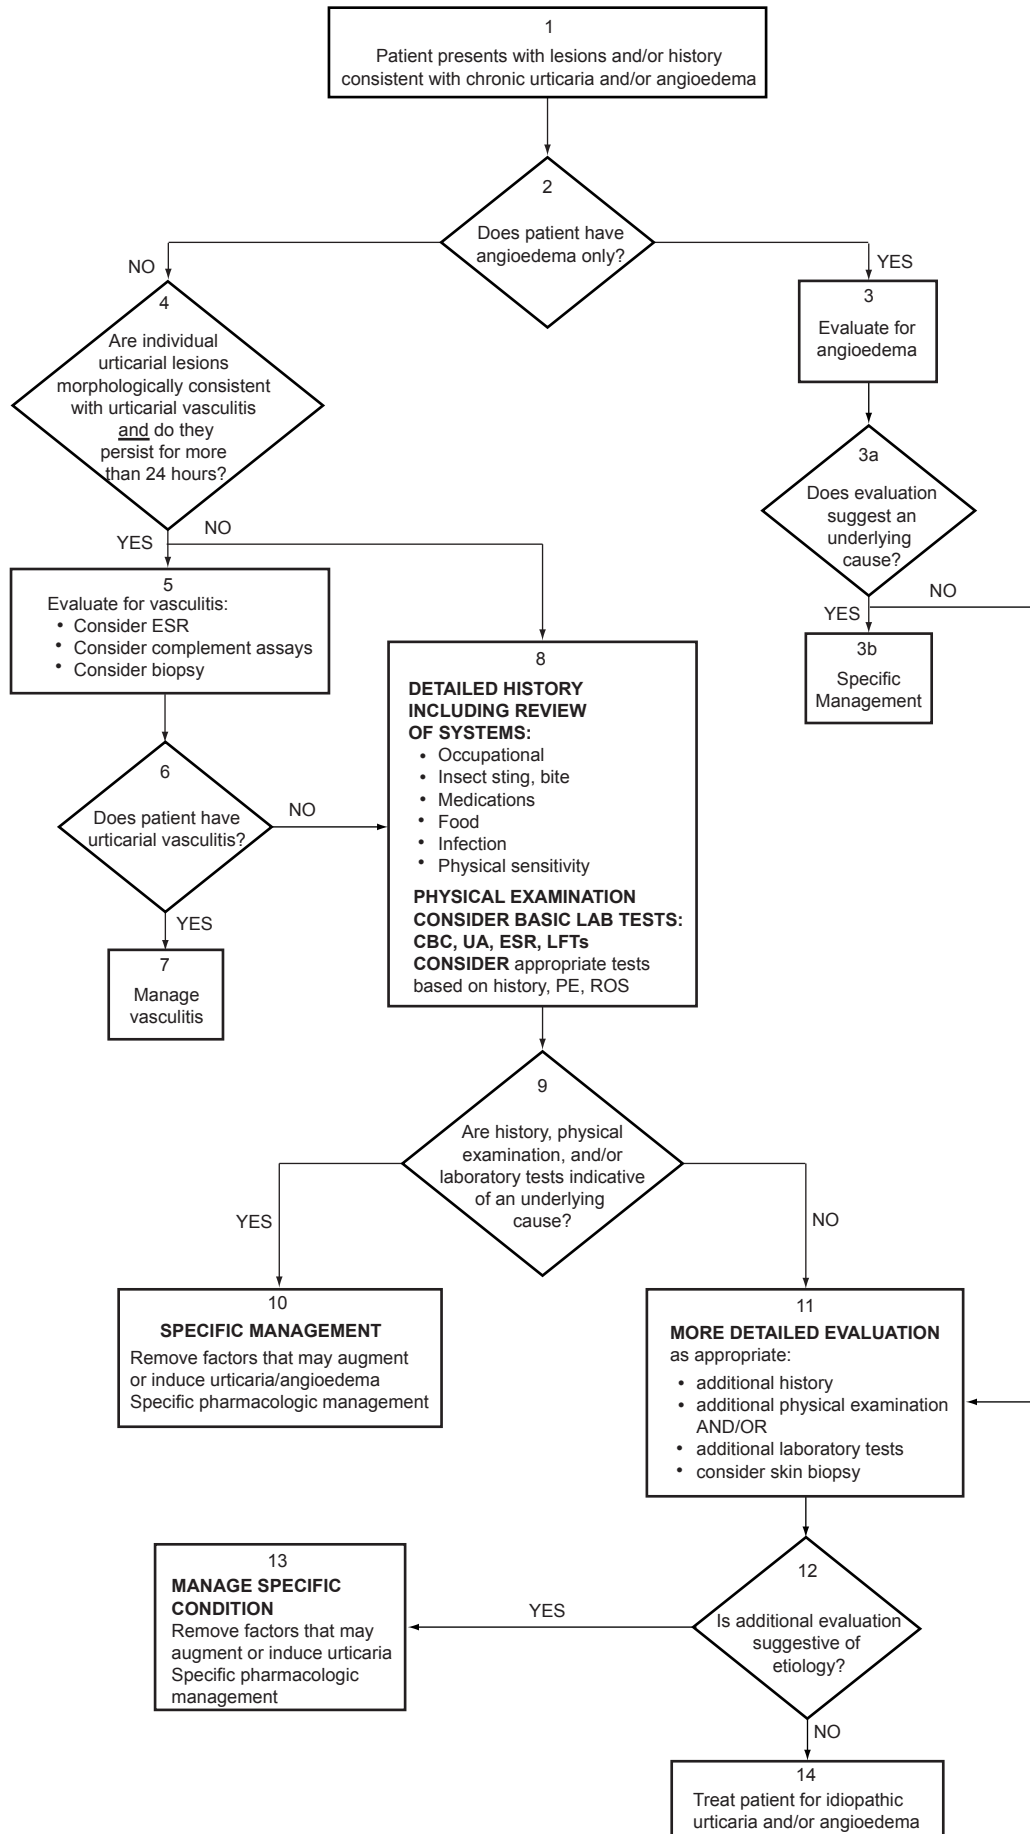 1
Patient presents with lesions and/or history
consistent with chronic urticaria and/or angioedema
2
Does patient have
angioedema only?
NO
YES
3
Evaluate for
angioedema
4
Are individual
urticarial lesions
morphologically consistent
with urticarial vasculitis
and do they
persist for more
than 24 hours?
3a
Does evaluation
suggest an
underlying
cause?
YES
NO
YES
NO
5
Evaluate for vasculitis:
• Consider ESR
• Consider complement assays
• Consider biopsy
3b
Specific
Management
8
DETAILED HISTORY
INCLUDING REVIEW
OF SYSTEMS:
• Occupational
• Insect sting, bite
• Medications
• Food
• Infection
• Physical sensitivity
PHYSICAL EXAMINATION
CONSIDER BASIC LAB TESTS:
CBC, UA, ESR, LFTs
CONSIDER appropriate tests
based on history, PE, ROS
6
Does patient have
urticarial vasculitis?
NO
YES
7
Manage
vasculitis
9
Are history, physical
examination, and/or
laboratory tests indicative
of an underlying
cause?
YES
NO
10
SPECIFIC MANAGEMENT
Remove factors that may augment
or induce urticaria/angioedema
Specific pharmacologic management
11
MORE DETAILED EVALUATION
as appropriate:
• additional history
• additional physical examination
AND/OR
• additional laboratory tests
• consider skin biopsy
12
Is additional evaluation
suggestive of
etiology?
YES
13
MANAGE SPECIFIC
CONDITION
Remove factors that may
augment or induce urticaria
Specific pharmacologic
management
NO
14
Treat patient for idiopathic
urticaria and/or angioedema